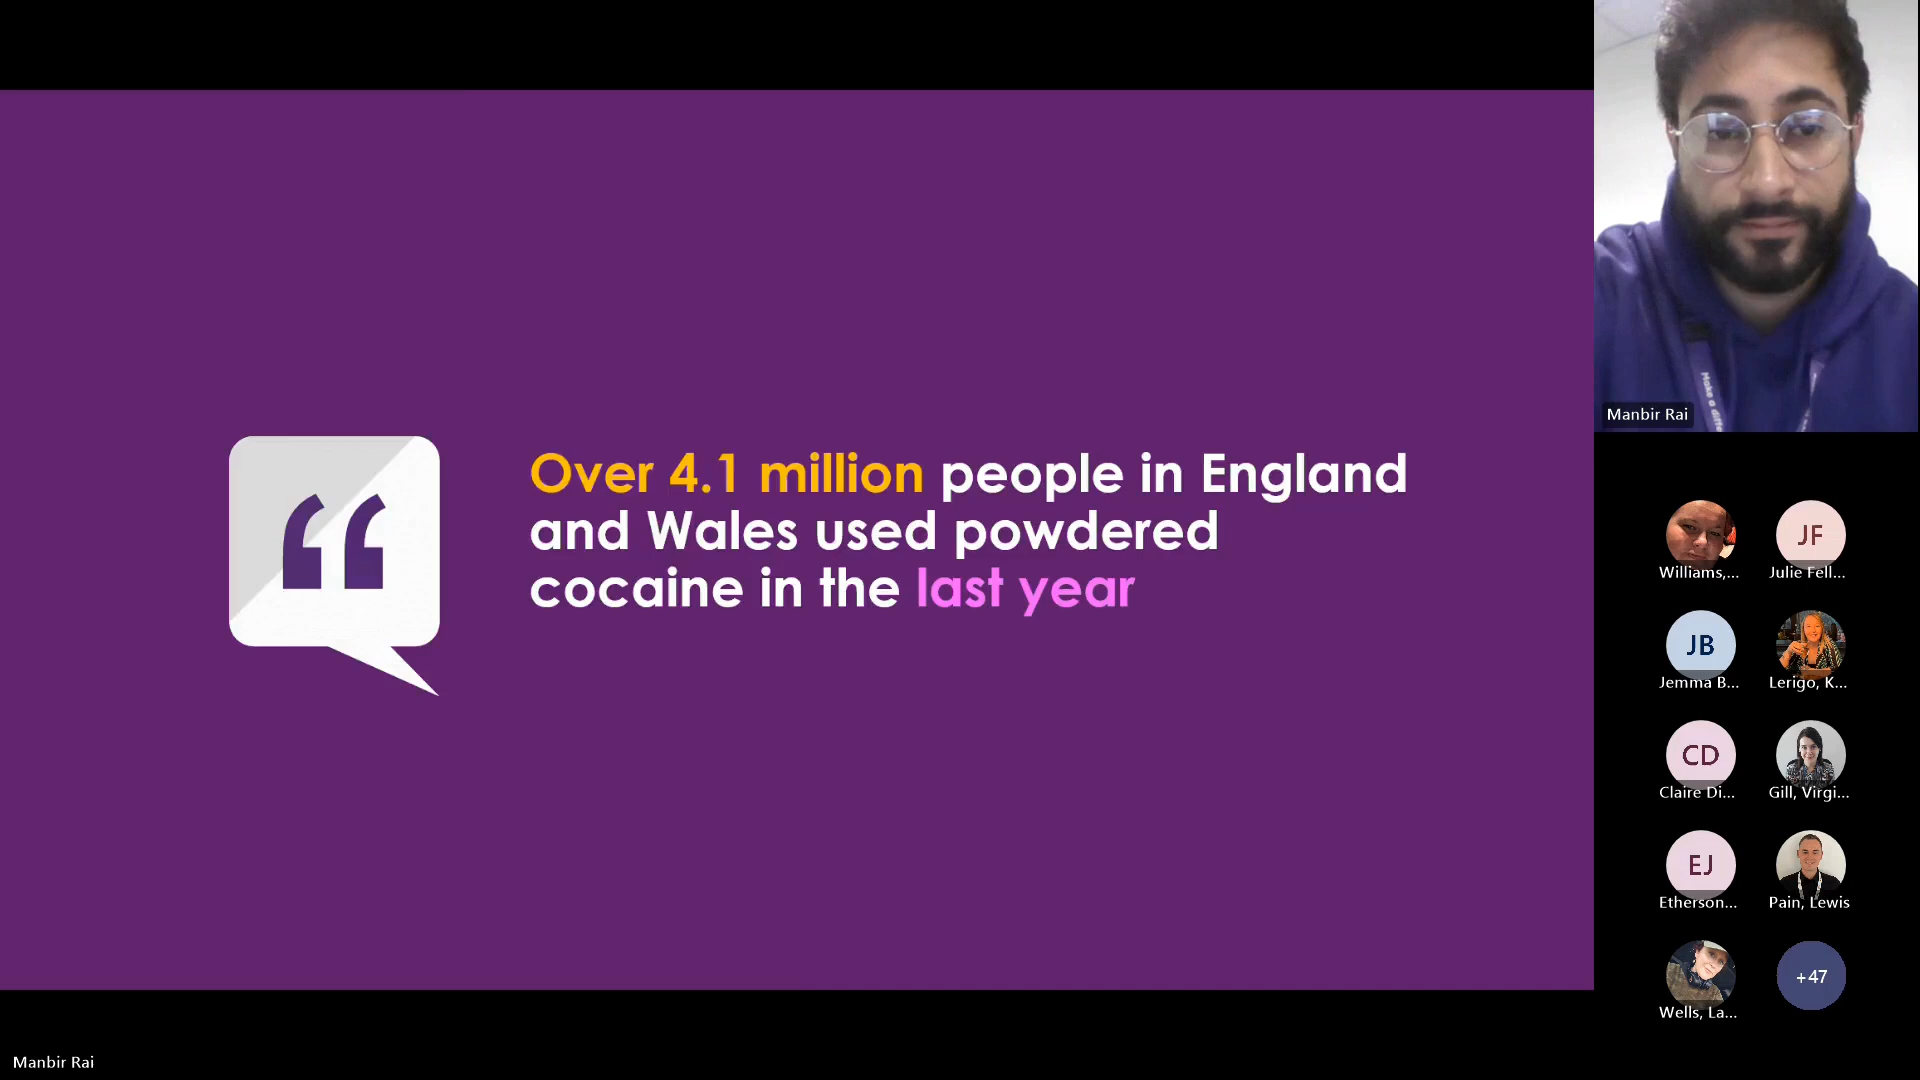 Over 4.1 million people in England
and Wales used powdered
cocaine in the last year
Manbir Rai
Williams,...
JF
Julie Fell...
JB
Jemma B...
Lerigo, K...
CD
Claire Di...
Gill, Virgi...
EJ
Etherson...
Pain, Lewis
Wells, La...
+47
Manbir Rai